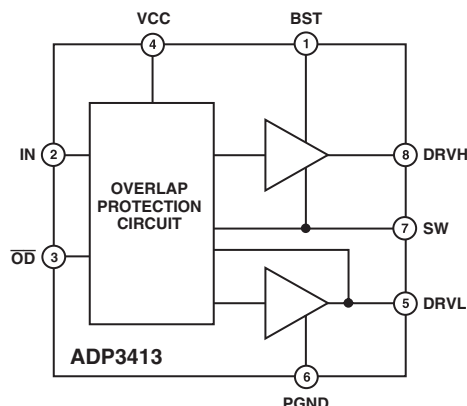 VCC
BST
4
1
IN
2
8
DRVH
OVERLAP
PROTECTION
CIRCUIT
7
SW
OD
3
5
DRVL
ADP3413
6
PGND